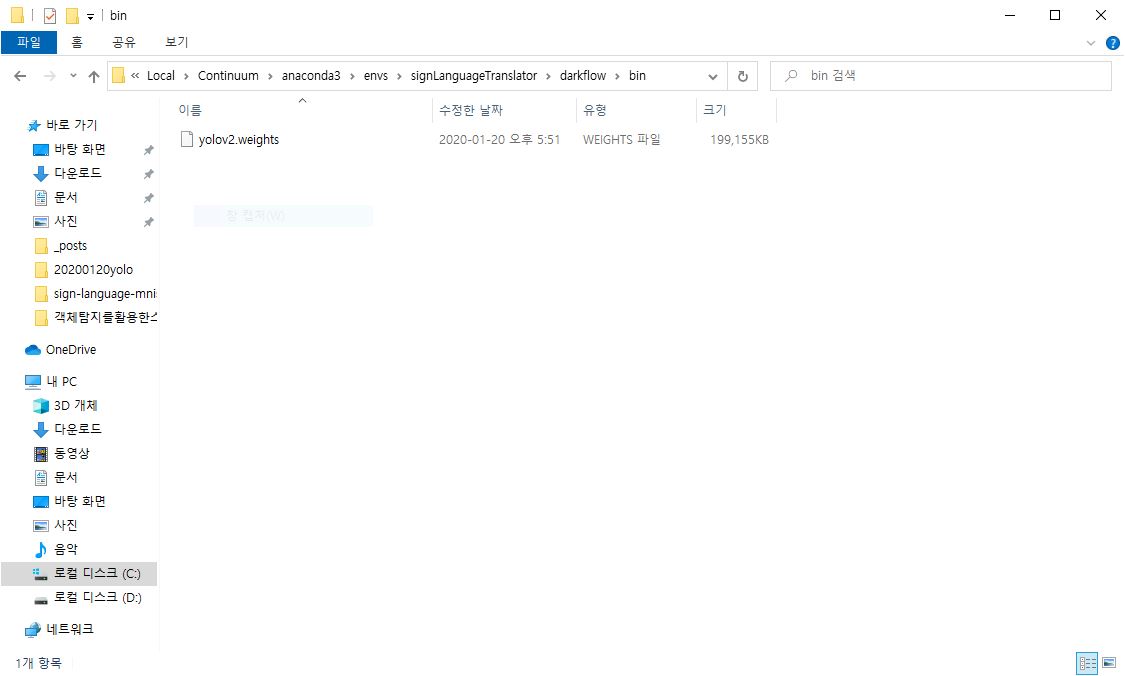 bin
파일 홈 공유 보기
« Local > Continuum > anaconda3 > envs > signLanguageTranslator > darkflow > bin
bin 검색
이름 수정한 날짜 유형 크기
yolov2.weights 2020-01-20 오후 5:51 WEIGHTS 파일 199,155KB
창 캡처(W)
바로 가기
바탕 화면
다운로드
문서
사진
_posts
20200120yolo
sign-language-mnis
객체탐지를활용한스
OneDrive
내 PC
3D 개체
다운로드
동영상
문서
바탕 화면
사진
음악
로컬 디스크 (C:)
로컬 디스크 (D:)
네트워크
1개 항목